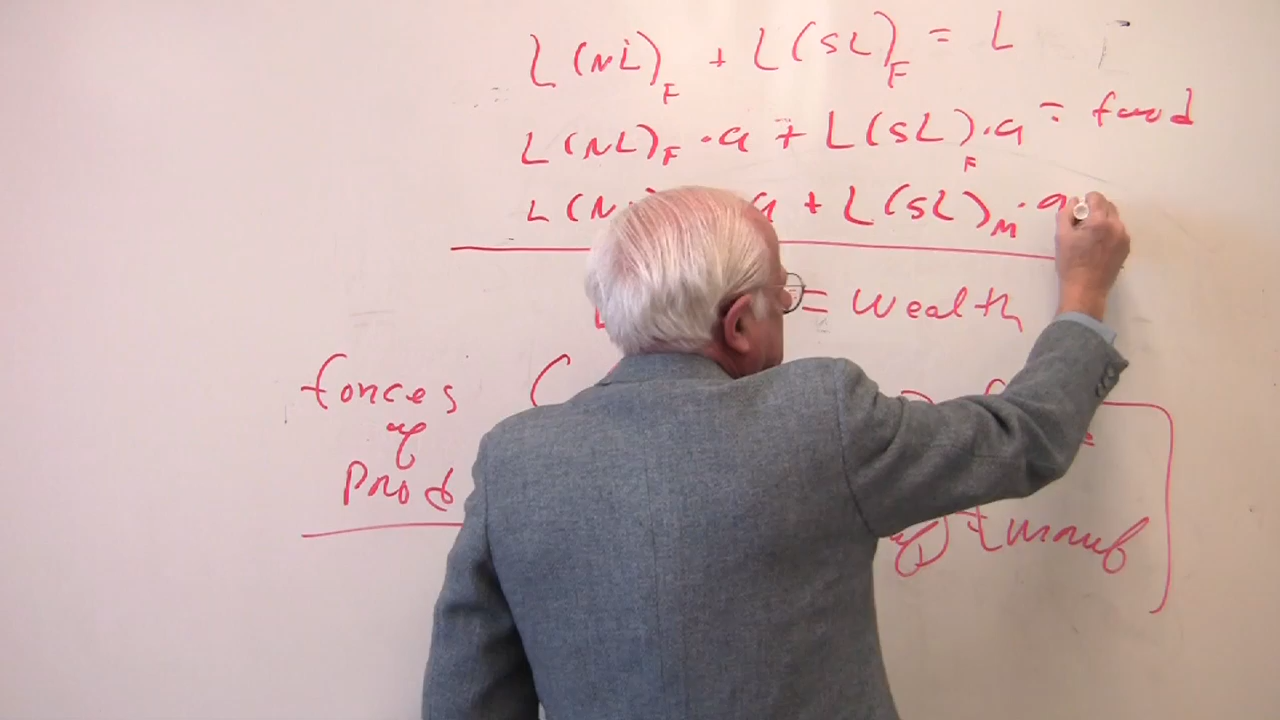 L(NL)F + L(SL)F = L
L(NL)F · a + L(SL)F · a = food
L(N a + L(SL)M · a
= Wealth
forces (
of
Prod t manuf